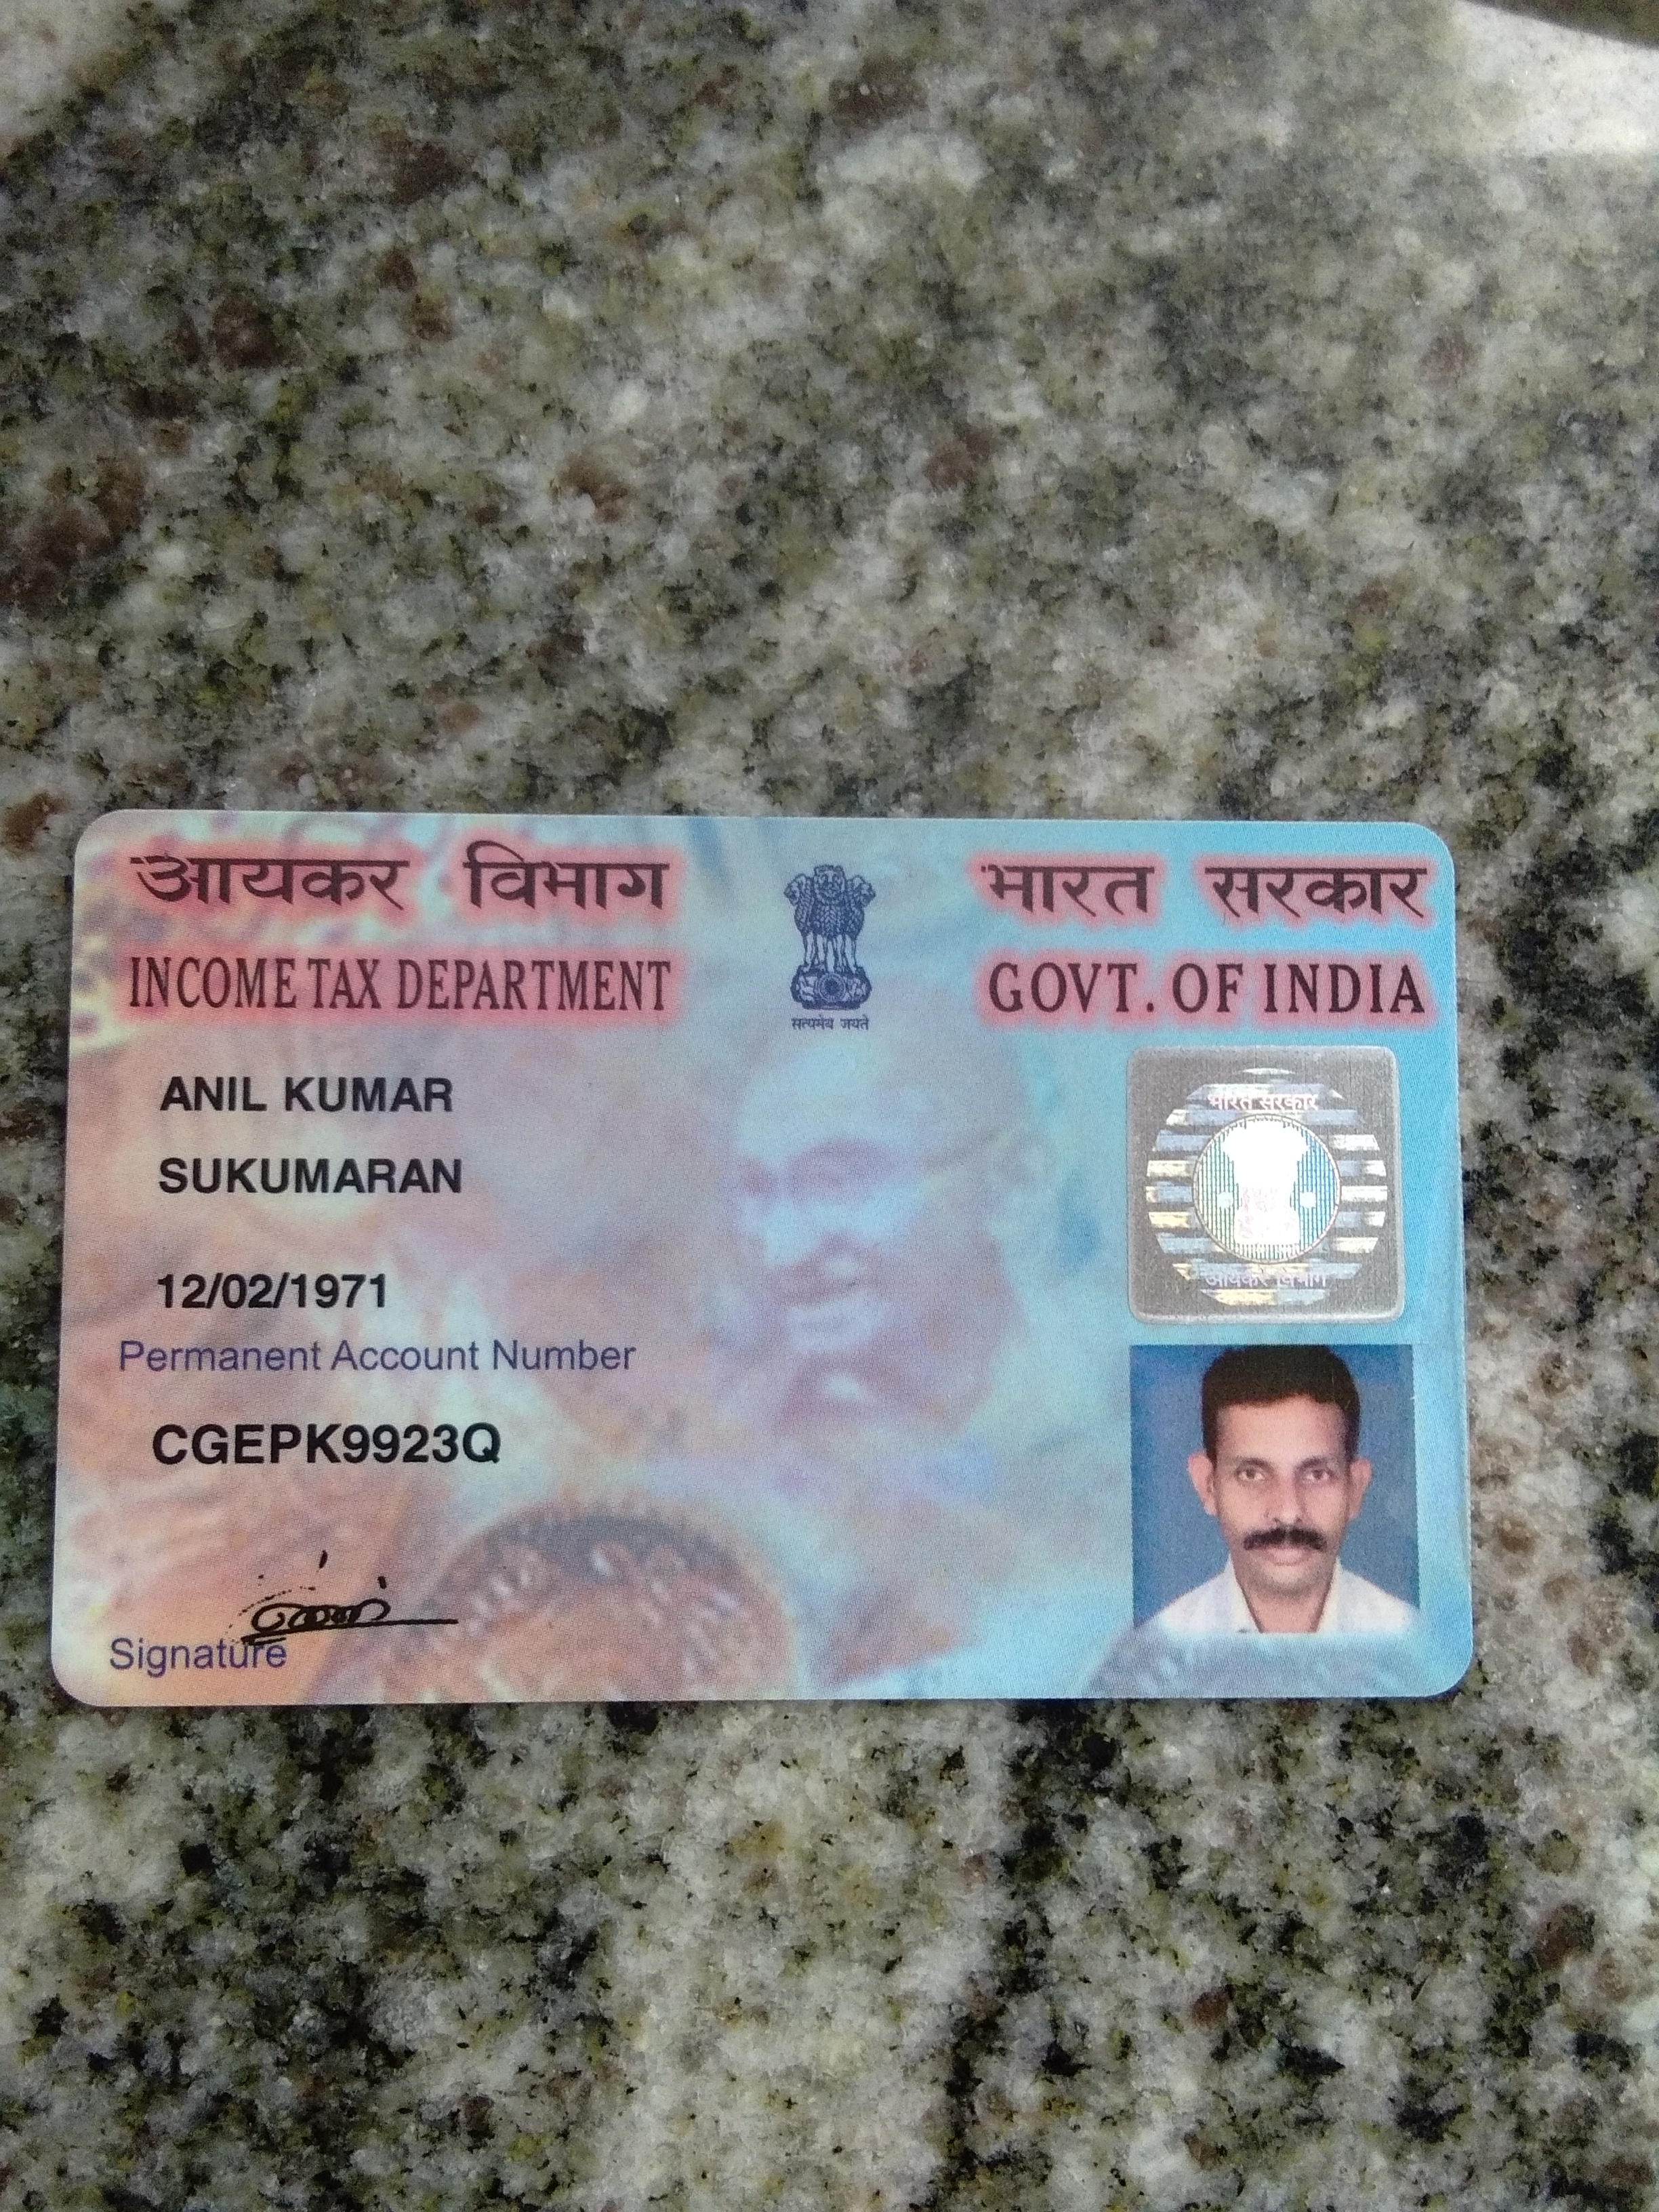 आयकर विभाग
INCOME TAX DEPARTMENT
सत्यमेव जयते
भारत सरकार
GOVT. OF INDIA
ANIL KUMAR
SUKUMARAN
12/02/1971
Permanent Account Number
CGEPK9923Q
Signature
भारत सरकार
आयकर विभाग